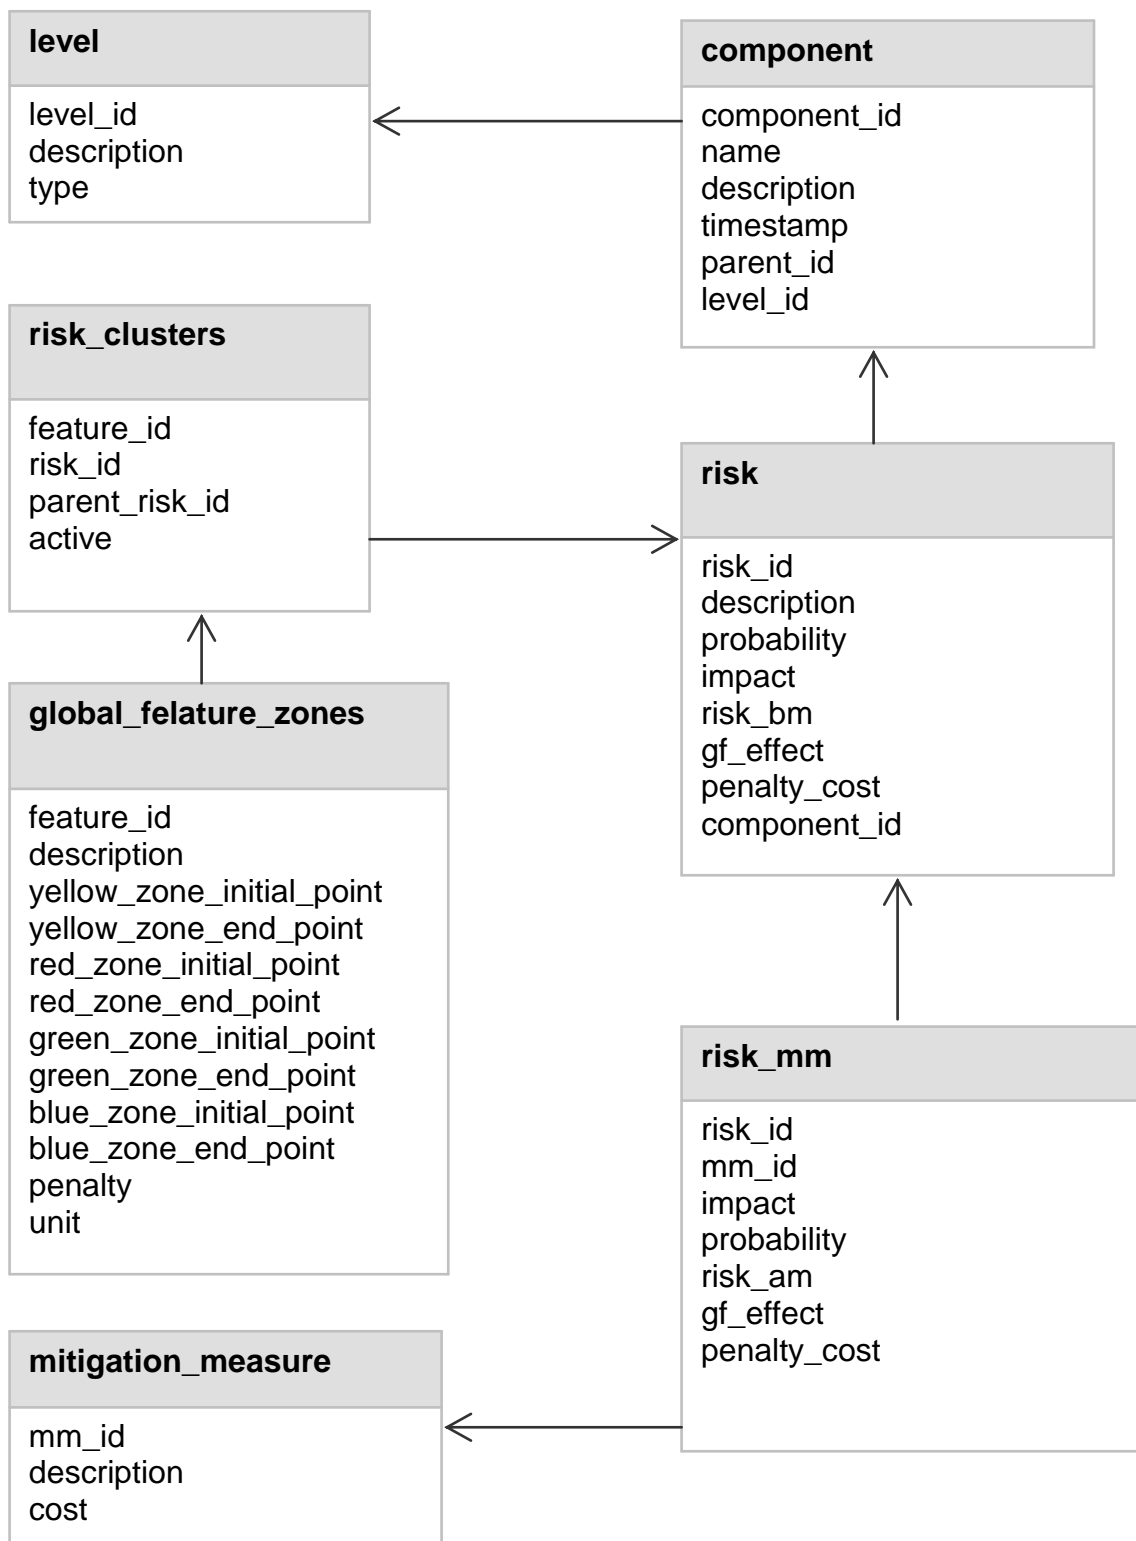 level
level_id
description
type
component
component_id
name
description
timestamp
parent_id
level_id
risk_clusters
feature_id
risk_id
parent_risk_id
active
risk
risk_id
description
probability
impact
risk_bm
gf_effect
penalty_cost
component_id
global_felature_zones
feature_id
description
yellow_zone_initial_point
yellow_zone_end_point
red_zone_initial_point
red_zone_end_point
green_zone_initial_point
green_zone_end_point
blue_zone_initial_point
blue_zone_end_point
penalty
unit
risk_mm
risk_id
mm_id
impact
probability
risk_am
gf_effect
penalty_cost
mitigation_measure
mm_id
description
cost